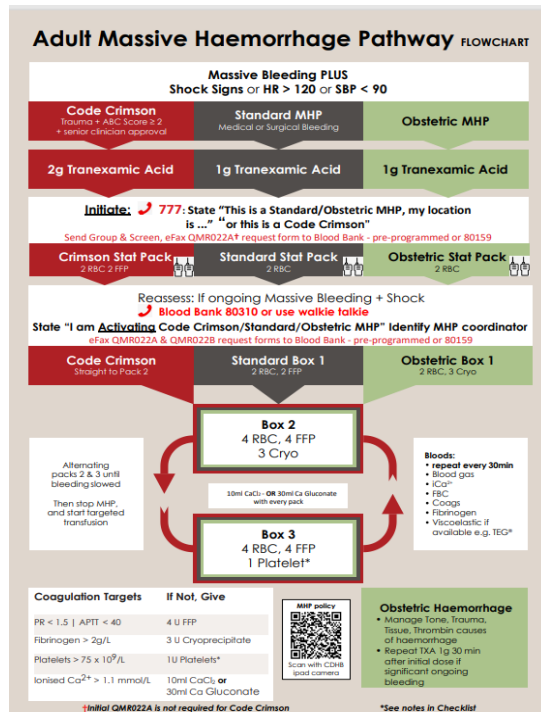 Adult Massive Haemorrhage Pathway FLOWCHART
Massive Bleeding PLUS
Shock Signs or HR > 120 or SBP < 90
Code Crimson
Trauma + ABC Score ≥ 2
+ senior clinician approval
Standard MHP
Medical or Surgical Bleeding
Obstetric MHP
2g Tranexamic Acid
1g Tranexamic Acid
1g Tranexamic Acid
Initiate: 777: State "This is a Standard/Obstetric MHP, my location
is ..." "or this is a Code Crimson"
Send Group & Screen, eFax QMR022A† request form to Blood Bank - pre-programmed or 80159
Crimson Stat Pack
2 RBC 2 FFP
Standard Stat Pack
2 RBC
Obstetric Stat Pack
2 RBC
Reassess: If ongoing Massive Bleeding + Shock
Blood Bank 80310 or use walkie talkie
State "I am Activating Code Crimson/Standard/Obstetric MHP" Identify MHP coordinator
eFax QMR022A & QMR022B request forms to Blood Bank - pre-programmed or 80159
Code Crimson
Straight to Pack 2
Standard Box 1
2 RBC, 2 FFP
Obstetric Box 1
2 RBC, 3 Cryo
Box 2
4 RBC, 4 FFP
3 Cryo
Alternating
packs 2 & 3 until
bleeding slowed
Then stop MHP,
and start targeted
transfusion
10ml CaCl₂ - OR 30ml Ca Gluconate
with every pack
Bloods:
• repeat every 30min
• Blood gas
• iCa²⁺
• FBC
• Coags
• Fibrinogen
• Viscoelastic if
available e.g. TEG*
Box 3
4 RBC, 4 FFP
1 Platelet*
Coagulation Targets If Not, Give
PR < 1.5 | APTT < 40 4 U FFP
Fibrinogen > 2g/L 3 U Cryoprecipitate
Platelets > 75 x 10⁹/L 1U Platelets*
Ionised Ca²⁺ > 1.1 mmol/L 10ml CaCl₂ or
30ml Ca Gluconate
MHP policy
Scan with CDHB
ipad camera
Obstetric Haemorrhage
• Manage Tone, Trauma,
Tissue, Thrombin causes
of haemorrhage
• Repeat TXA 1g 30 min
after initial dose if
significant ongoing
bleeding
†Initial QMR022A is not required for Code Crimson
*See notes in Checklist